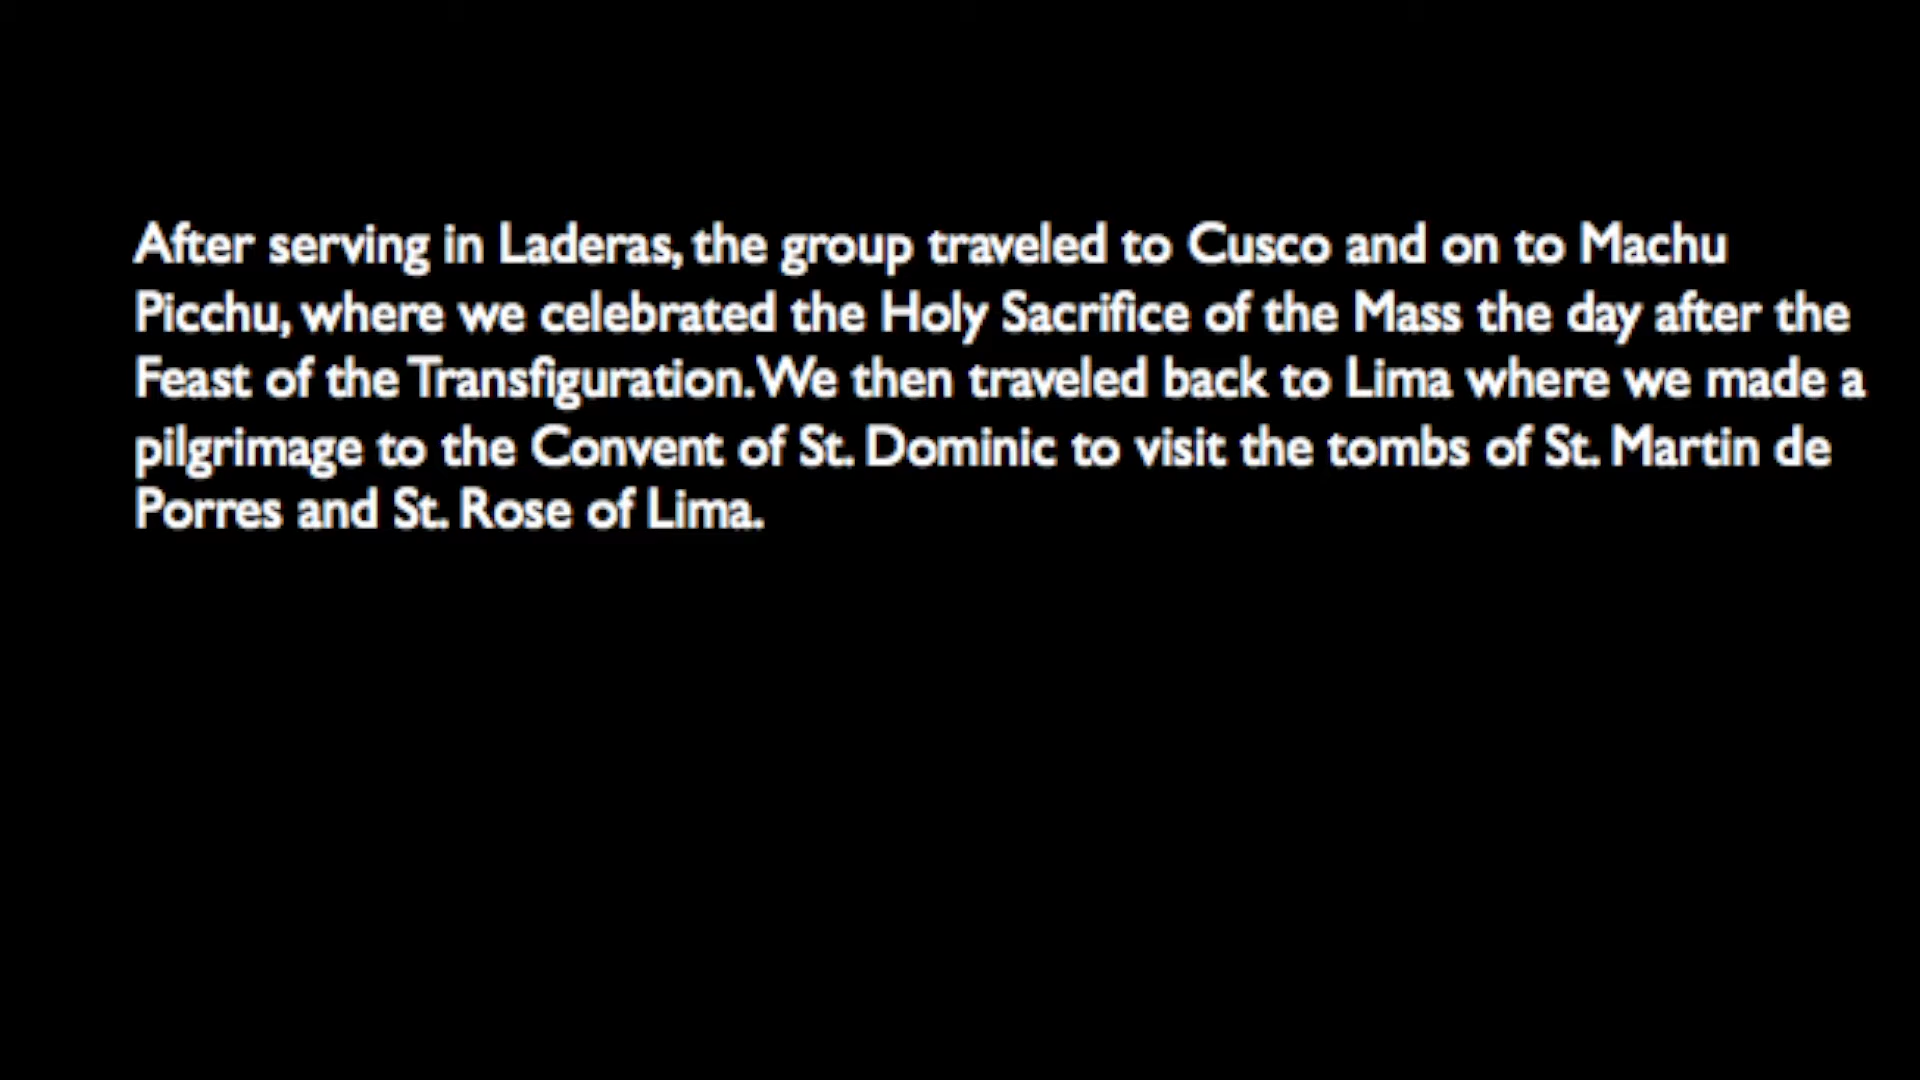 After serving in Laderas, the group traveled to Cusco and on to Machu
Picchu, where we celebrated the Holy Sacrifice of the Mass the day after the
Feast of the Transfiguration. We then traveled back to Lima where we made a
pilgrimage to the Convent of St. Dominic to visit the tombs of St. Martin de
Porres and St. Rose of Lima.